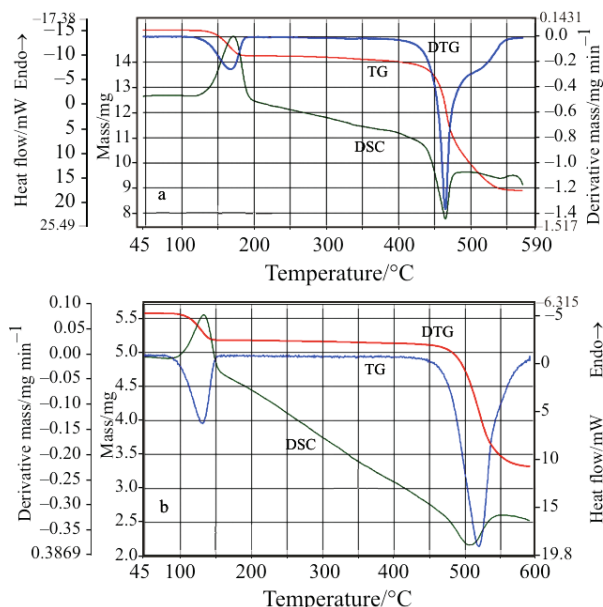 −17.38
0.1431
−15
−10
−5
0
5
10
15
20
25.49
Heat flow/mW Endo→
14
13
12
11
10
9
8
Mass/mg
DTG
TG
DSC
a
0.0
−0.2
−0.4
−0.6
−0.8
−1.0
−1.2
−1.4
−1.517
Derivative mass/mg min−1
45 100 200 300 400 500 590
Temperature/°C
0.10
0.05
0.00
−0.05
−0.10
−0.15
−0.20
−0.25
−0.30
−0.35
0.3869
Derivative mass/mg min−1
5.5
5.0
4.5
4.0
3.5
3.0
2.5
2.0
Mass/mg
DTG
TG
DSC
b
−6.315
−5
0
5
10
15
19.8
Heat flow/mW Endo→
45 100 200 300 400 500 600
Temperature/°C